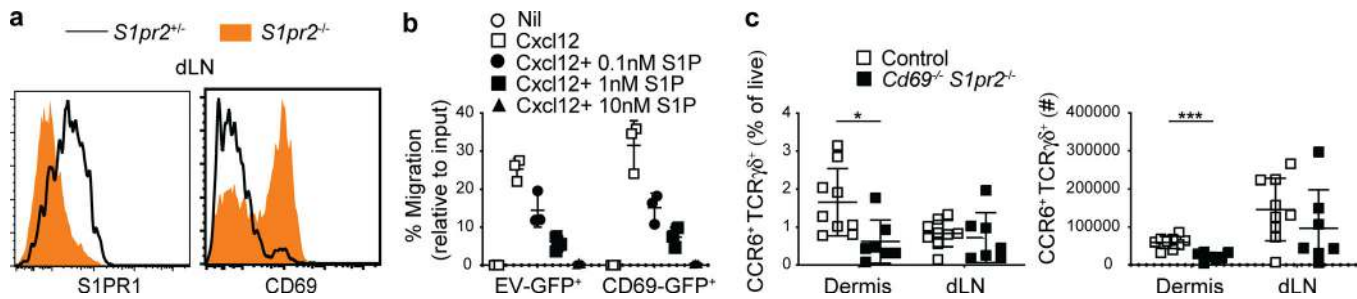 a
S1pr2+/-
S1pr2-/-
dLN
S1PR1
CD69
b
Nil
Cxcl12
Cxcl12+ 0.1nM S1P
Cxcl12+ 1nM S1P
Cxcl12+ 10nM S1P
% Migration
(relative to input)
40
30
20
10
0
EV-GFP+
CD69-GFP+
c
Control
Cd69-/- S1pr2-/-
CCR6+ TCRγδ+ (% of live)
4
3
2
1
0
*
Dermis
dLN
CCR6+ TCRγδ+ (#)
400000
300000
200000
100000
0
***
Dermis
dLN